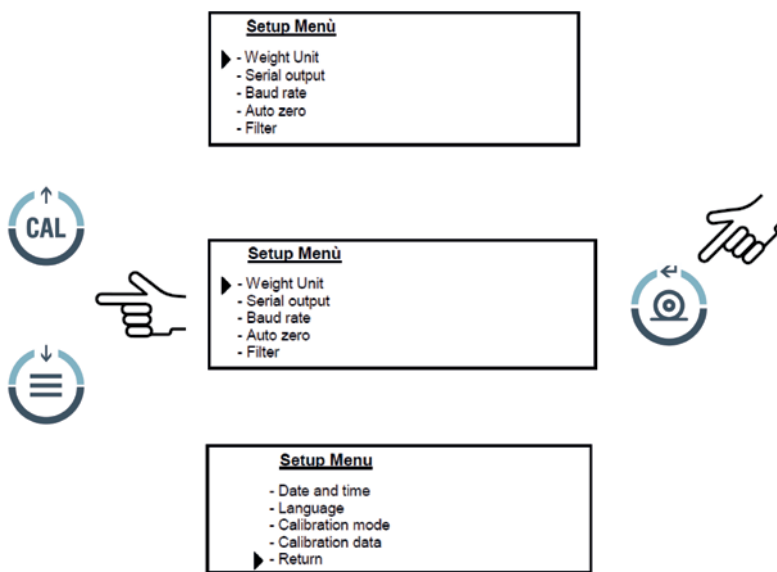 Setup Menù
- Weight Unit
- Serial output
- Baud rate
- Auto zero
- Filter
CAL
Setup Menù
- Weight Unit
- Serial output
- Baud rate
- Auto zero
- Filter
Setup Menu
- Date and time
- Language
- Calibration mode
- Calibration data
- Return